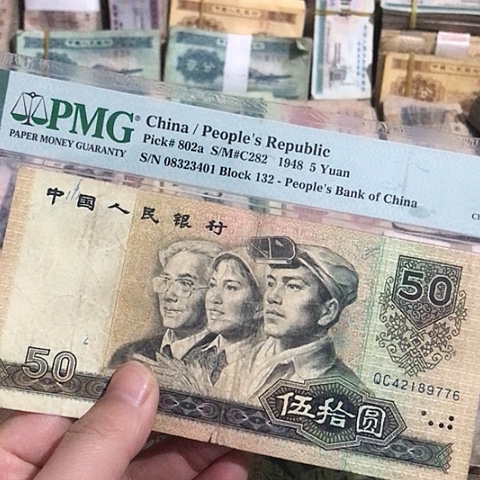 PMG
PAPER MONEY GUARANTY
China / People's Republic
Pick# 802a S/M#C282 1948 5 Yuan
S/N 08323401 Block 132 - People's Bank of China
中国人民银行
50
50
QC42189776
伍拾圆